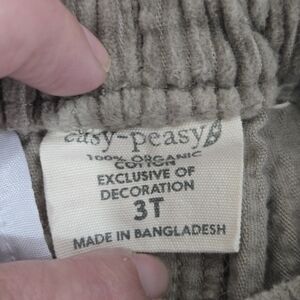 easy-peasy
100% ORGANIC
COTTON
EXCLUSIVE OF
DECORATION
3T
MADE IN BANGLADESH